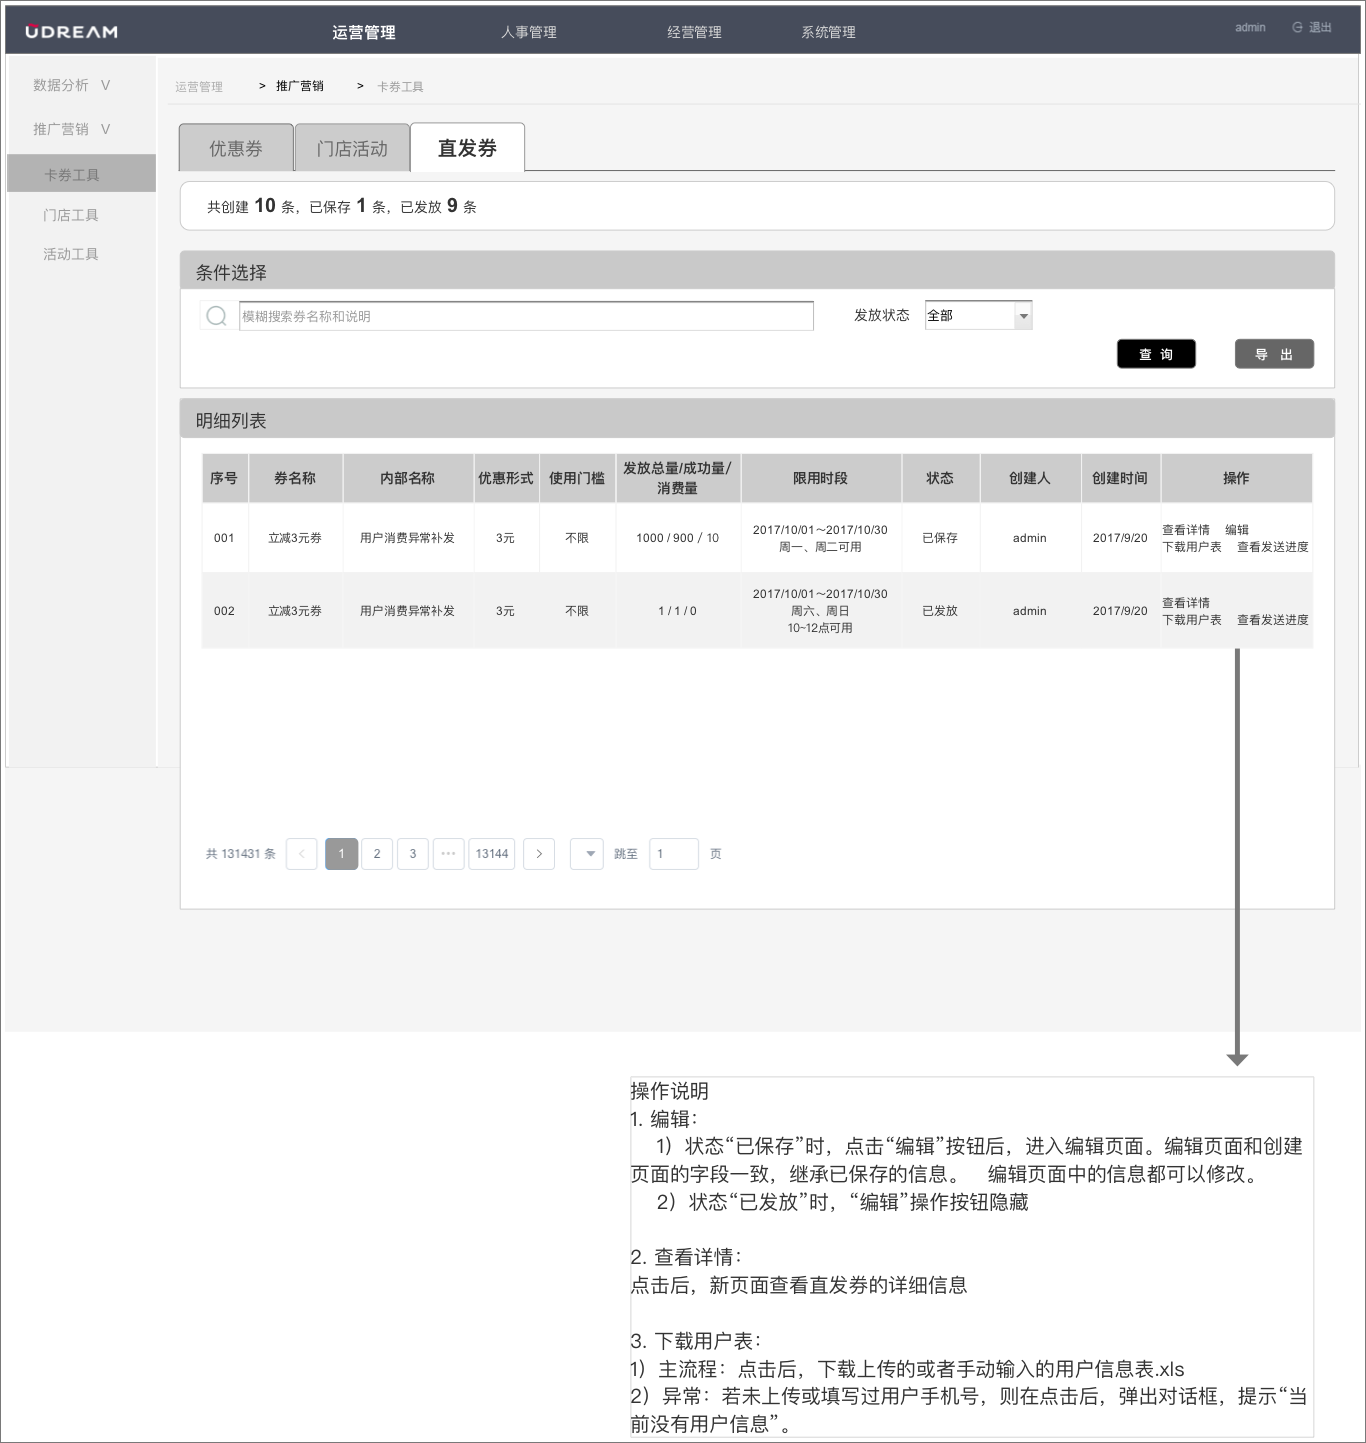 UDREAM 运营管理 人事管理 经营管理 系统管理 admin 退出
数据分析 V
推广营销 V
卡券工具
门店工具
活动工具
运营管理 > 推广营销 > 卡券工具
优惠券 门店活动 直发券
共创建 10 条，已保存 1 条，已发放 9 条
条件选择
模糊搜索券名称和说明 发放状态 全部
查 询 导 出
明细列表
序号 券名称 内部名称 优惠形式 使用门槛 发放总量/成功量/ 限用时段 状态 创建人 创建时间 操作
消费量
001 立减3元券 用户消费异常补发 3元 不限 1000 / 900 / 10 2017/10/01～2017/10/30 已保存 admin 2017/9/20 查看详情 编辑
周一、周二可用 下载用户表 查看发送进度
002 立减3元券 用户消费异常补发 3元 不限 1 / 1 / 0 2017/10/01～2017/10/30 已发放 admin 2017/9/20 查看详情
周六、周日 下载用户表 查看发送进度
10~12点可用
共 131431 条 < 1 2 3 ··· 13144 > 跳至 1 页
操作说明
1. 编辑：
1）状态“已保存”时，点击“编辑”按钮后，进入编辑页面。编辑页面和创建
页面的字段一致，继承已保存的信息。 编辑页面中的信息都可以修改。
2）状态“已发放”时，“编辑”操作按钮隐藏
2. 查看详情：
点击后，新页面查看直发券的详细信息
3. 下载用户表：
1）主流程：点击后，下载上传的或者手动输入的用户信息表.xls
2）异常：若未上传或填写过用户手机号，则在点击后，弹出对话框，提示“当
前没有用户信息”。